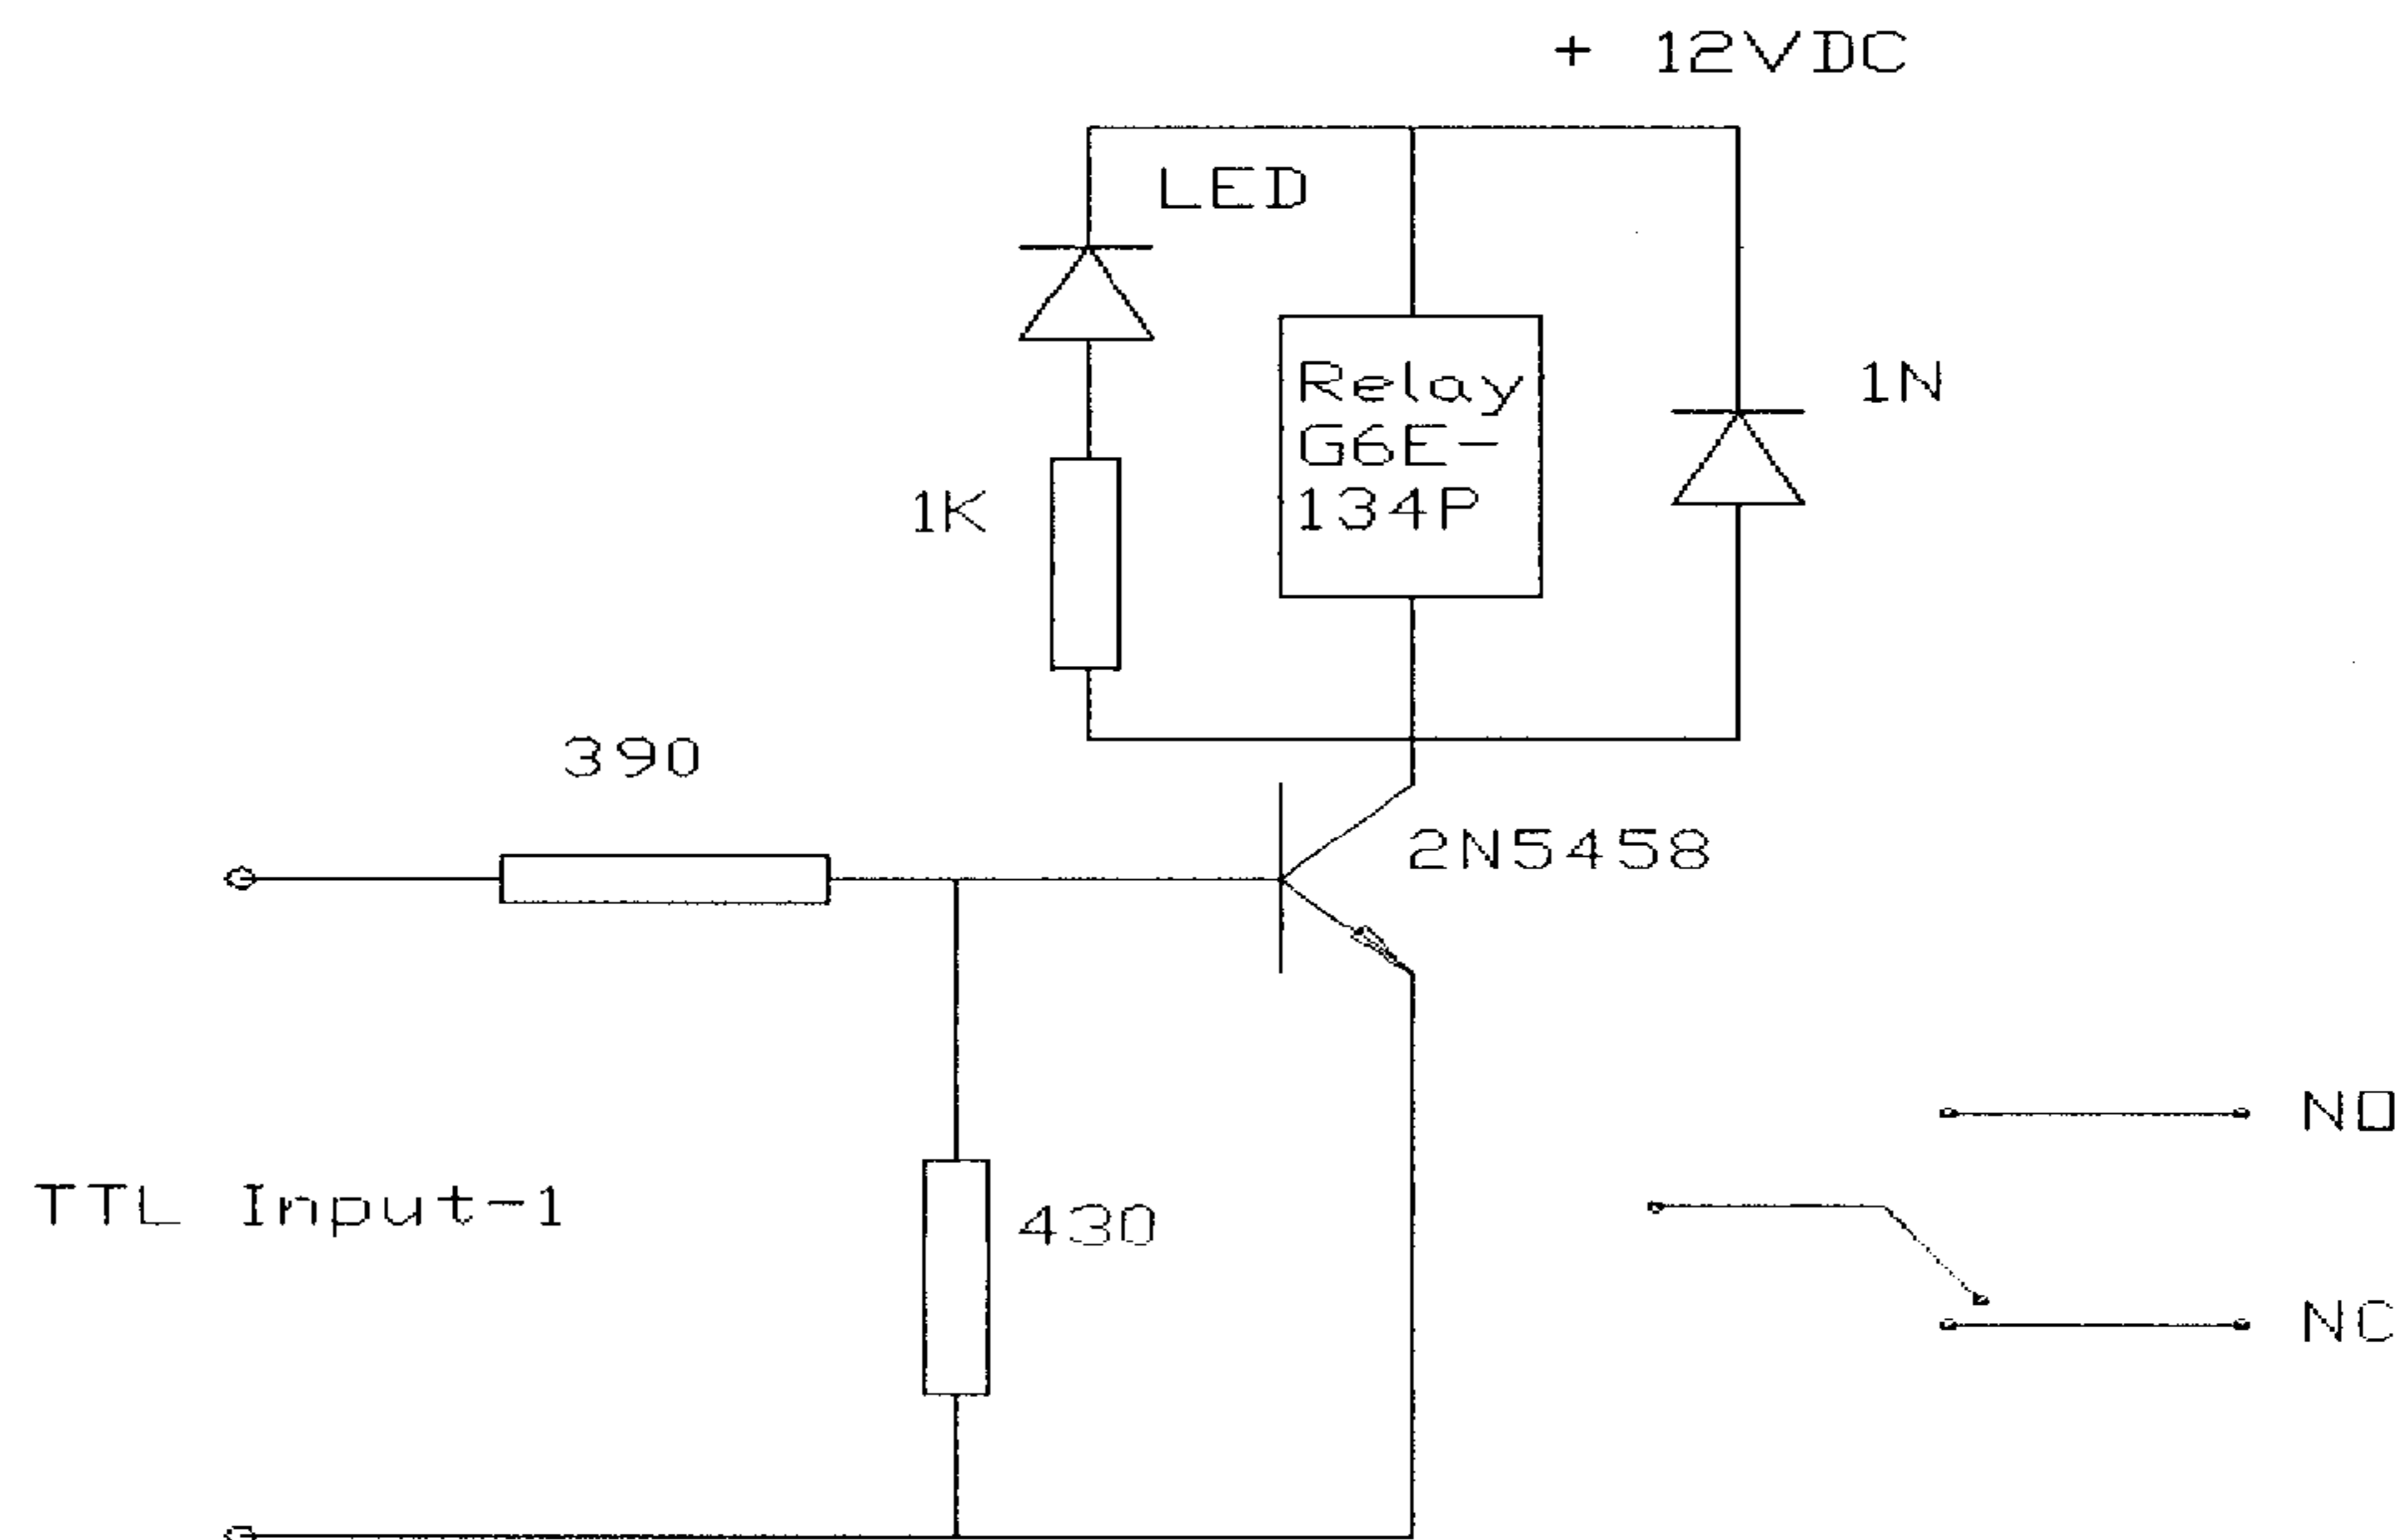 + 12VDC
LED
Relay
G6E-
134P
1N
1K
390
2N5458
NO
TTL Input-1
430
NC